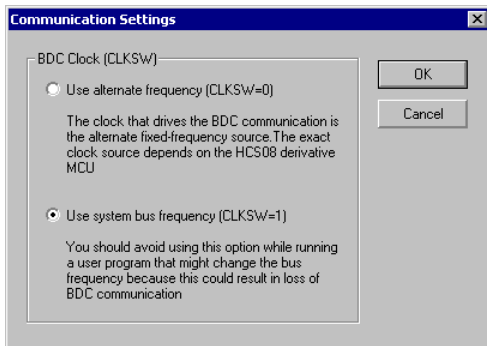 Communication Settings
BDC Clock (CLKSW)
Use alternate frequency (CLKSW=0)
The clock that drives the BDC communication is
the alternate fixed-frequency source.The exact
clock source depends on the HCS08 derivative
MCU
Use system bus frequency (CLKSW=1)
You should avoid using this option while running
a user program that might change the bus
frequency because this could result in loss of
BDC communication
OK
Cancel